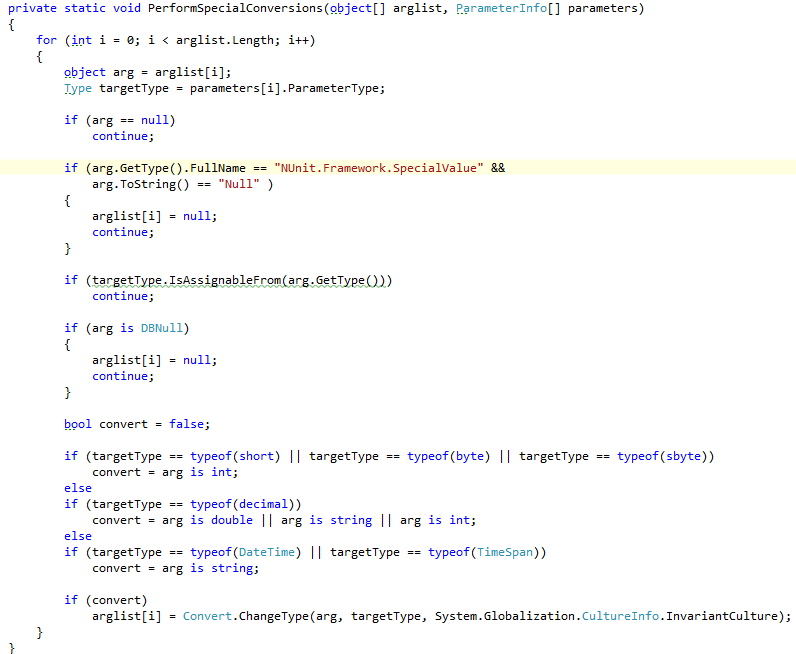 private static void PerformSpecialConversions(object[] arglist, ParameterInfo[] parameters)
{
    for (int i = 0; i < arglist.Length; i++)
    {
        object arg = arglist[i];
        Type targetType = parameters[i].ParameterType;

        if (arg == null)
            continue;

        if (arg.GetType().FullName == "NUnit.Framework.SpecialValue" &&
            arg.ToString() == "Null" )
        {
            arglist[i] = null;
            continue;
        }

        if (targetType.IsAssignableFrom(arg.GetType()))
            continue;

        if (arg is DBNull)
        {
            arglist[i] = null;
            continue;
        }

        bool convert = false;

        if (targetType == typeof(short) || targetType == typeof(byte) || targetType == typeof(sbyte))
            convert = arg is int;
        else
        if (targetType == typeof(decimal))
            convert = arg is double || arg is string || arg is int;
        else
        if (targetType == typeof(DateTime) || targetType == typeof(TimeSpan))
            convert = arg is string;

        if (convert)
            arglist[i] = Convert.ChangeType(arg, targetType, System.Globalization.CultureInfo.InvariantCulture);
    }
}